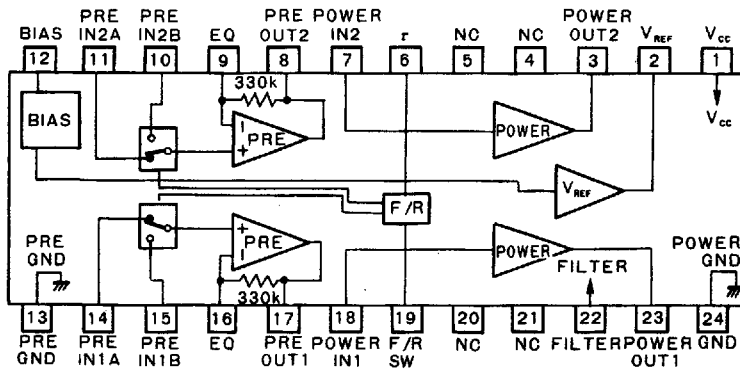 BIAS
PRE
IN2A
PRE
IN2B
EQ
PRE
OUT2
POWER
IN2
r
NC
NC
POWER
OUT2
VREF
Vcc
12
11
10
9
8
7
6
5
4
3
2
1
330k
BIAS
PRE
POWER
Vcc
VREF
F/R
PRE
POWER
PRE
GND
330k
FILTER
POWER
GND
13
14
15
16
17
18
19
20
21
22
23
24
PRE
GND
PRE
IN1A
PRE
IN1B
EQ
PRE
OUT1
POWER
IN1
F/R
SW
NC
NC
FILTER
POWER
OUT1
GND